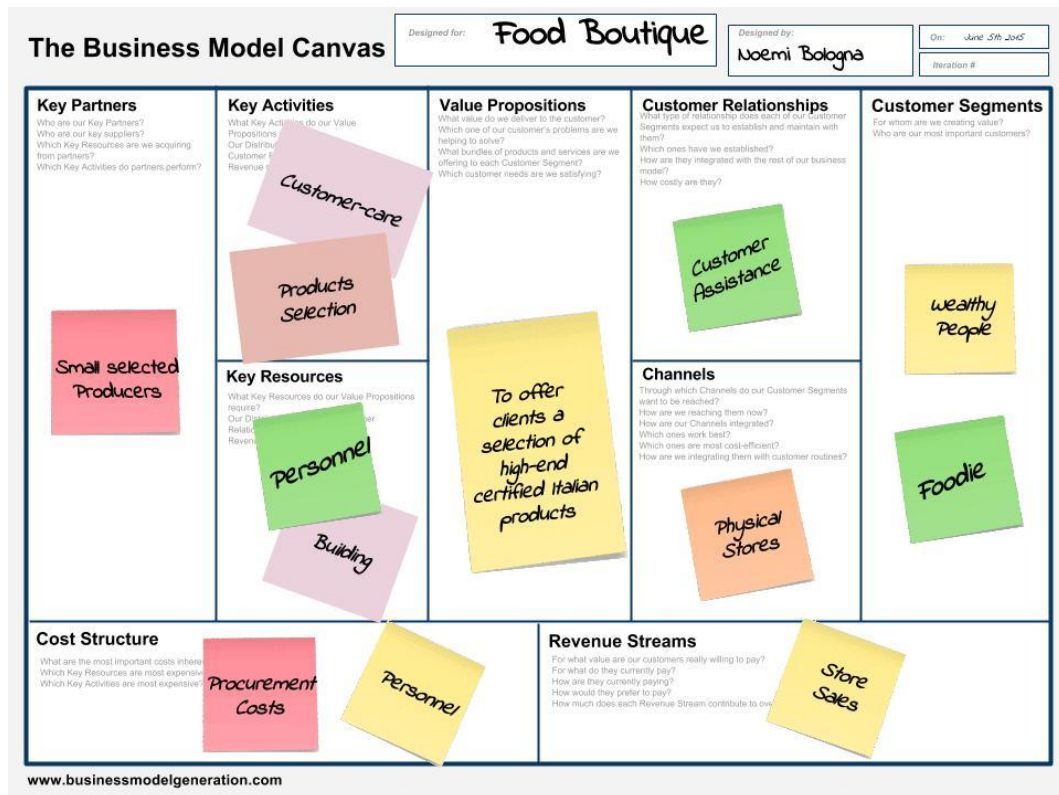 The Business Model Canvas
Designed for:
Food Boutique
Designed by:
Noemi Bologna
On: June 5th 2015
Iteration #
Key Partners
Who are our Key Partners?
Who are our key suppliers?
Which Key Resources are we acquiring
from partners?
Which Key Activities do partners perform?
Small selected
Producers
Key Activities
What Key Activities do our Value
Propositions
Our
Customer
Revenue
Customer-care
Products
Selection
Key Resources
What Key Resources do our Value Propositions
require?
Our
Personnel
Building
Value Propositions
What value do we deliver to the customer?
Which one of our customer's problems are we
helping to solve?
What bundles of products and services are we
offering to each Customer Segment?
Which customer needs are we satisfying?
To offer
clients a
selection of
high-end
certified Italian
products
Customer Relationships
What type of relationship does each of our Customer
Segments expect us to establish and maintain with
them?
Which ones have we established?
How are they integrated with the rest of our business
model?
How costly are they?
Customer
Assistance
Channels
Through which Channels do our Customer Segments
want to be reached?
How are we reaching them now?
How are our Channels integrated?
Which ones work best?
Which ones are most cost-efficient?
How are we integrating them with customer routines?
Physical
Stores
Customer Segments
For whom are we creating value?
Who are our most important customers?
Wealthy
People
Foodie
Cost Structure
What are the most important costs
Which Key Resources are most expensive
Which Key Activities are most expensive?
Procurement
Costs
Personnel
Revenue Streams
For what value are our customers really willing to pay?
For what do they currently pay?
How are they currently paying?
How would they prefer to pay?
How much does each Revenue Stream contribute to
Store
Sales
www.businessmodelgeneration.com